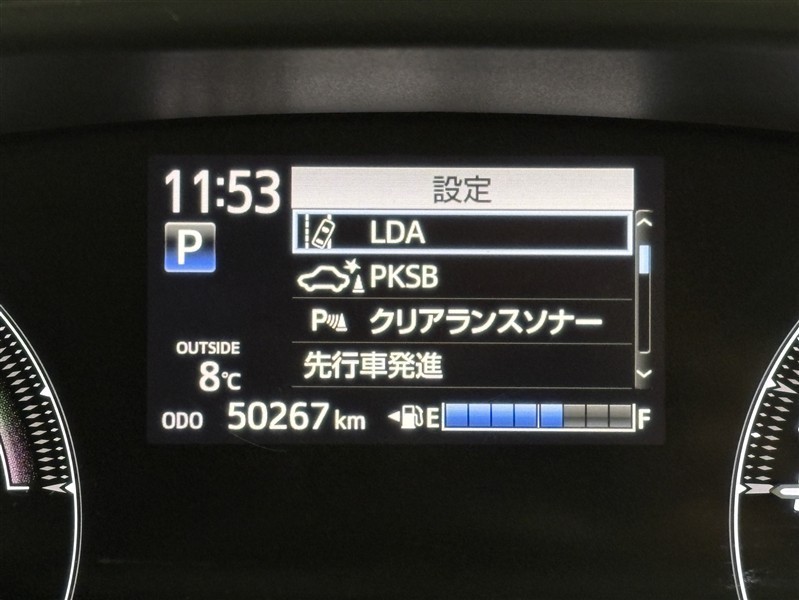 11:53
設定
P
LDA
PKSB
P クリアランスソナー
先行車発進
OUTSIDE
8℃
ODO 50267 km E F